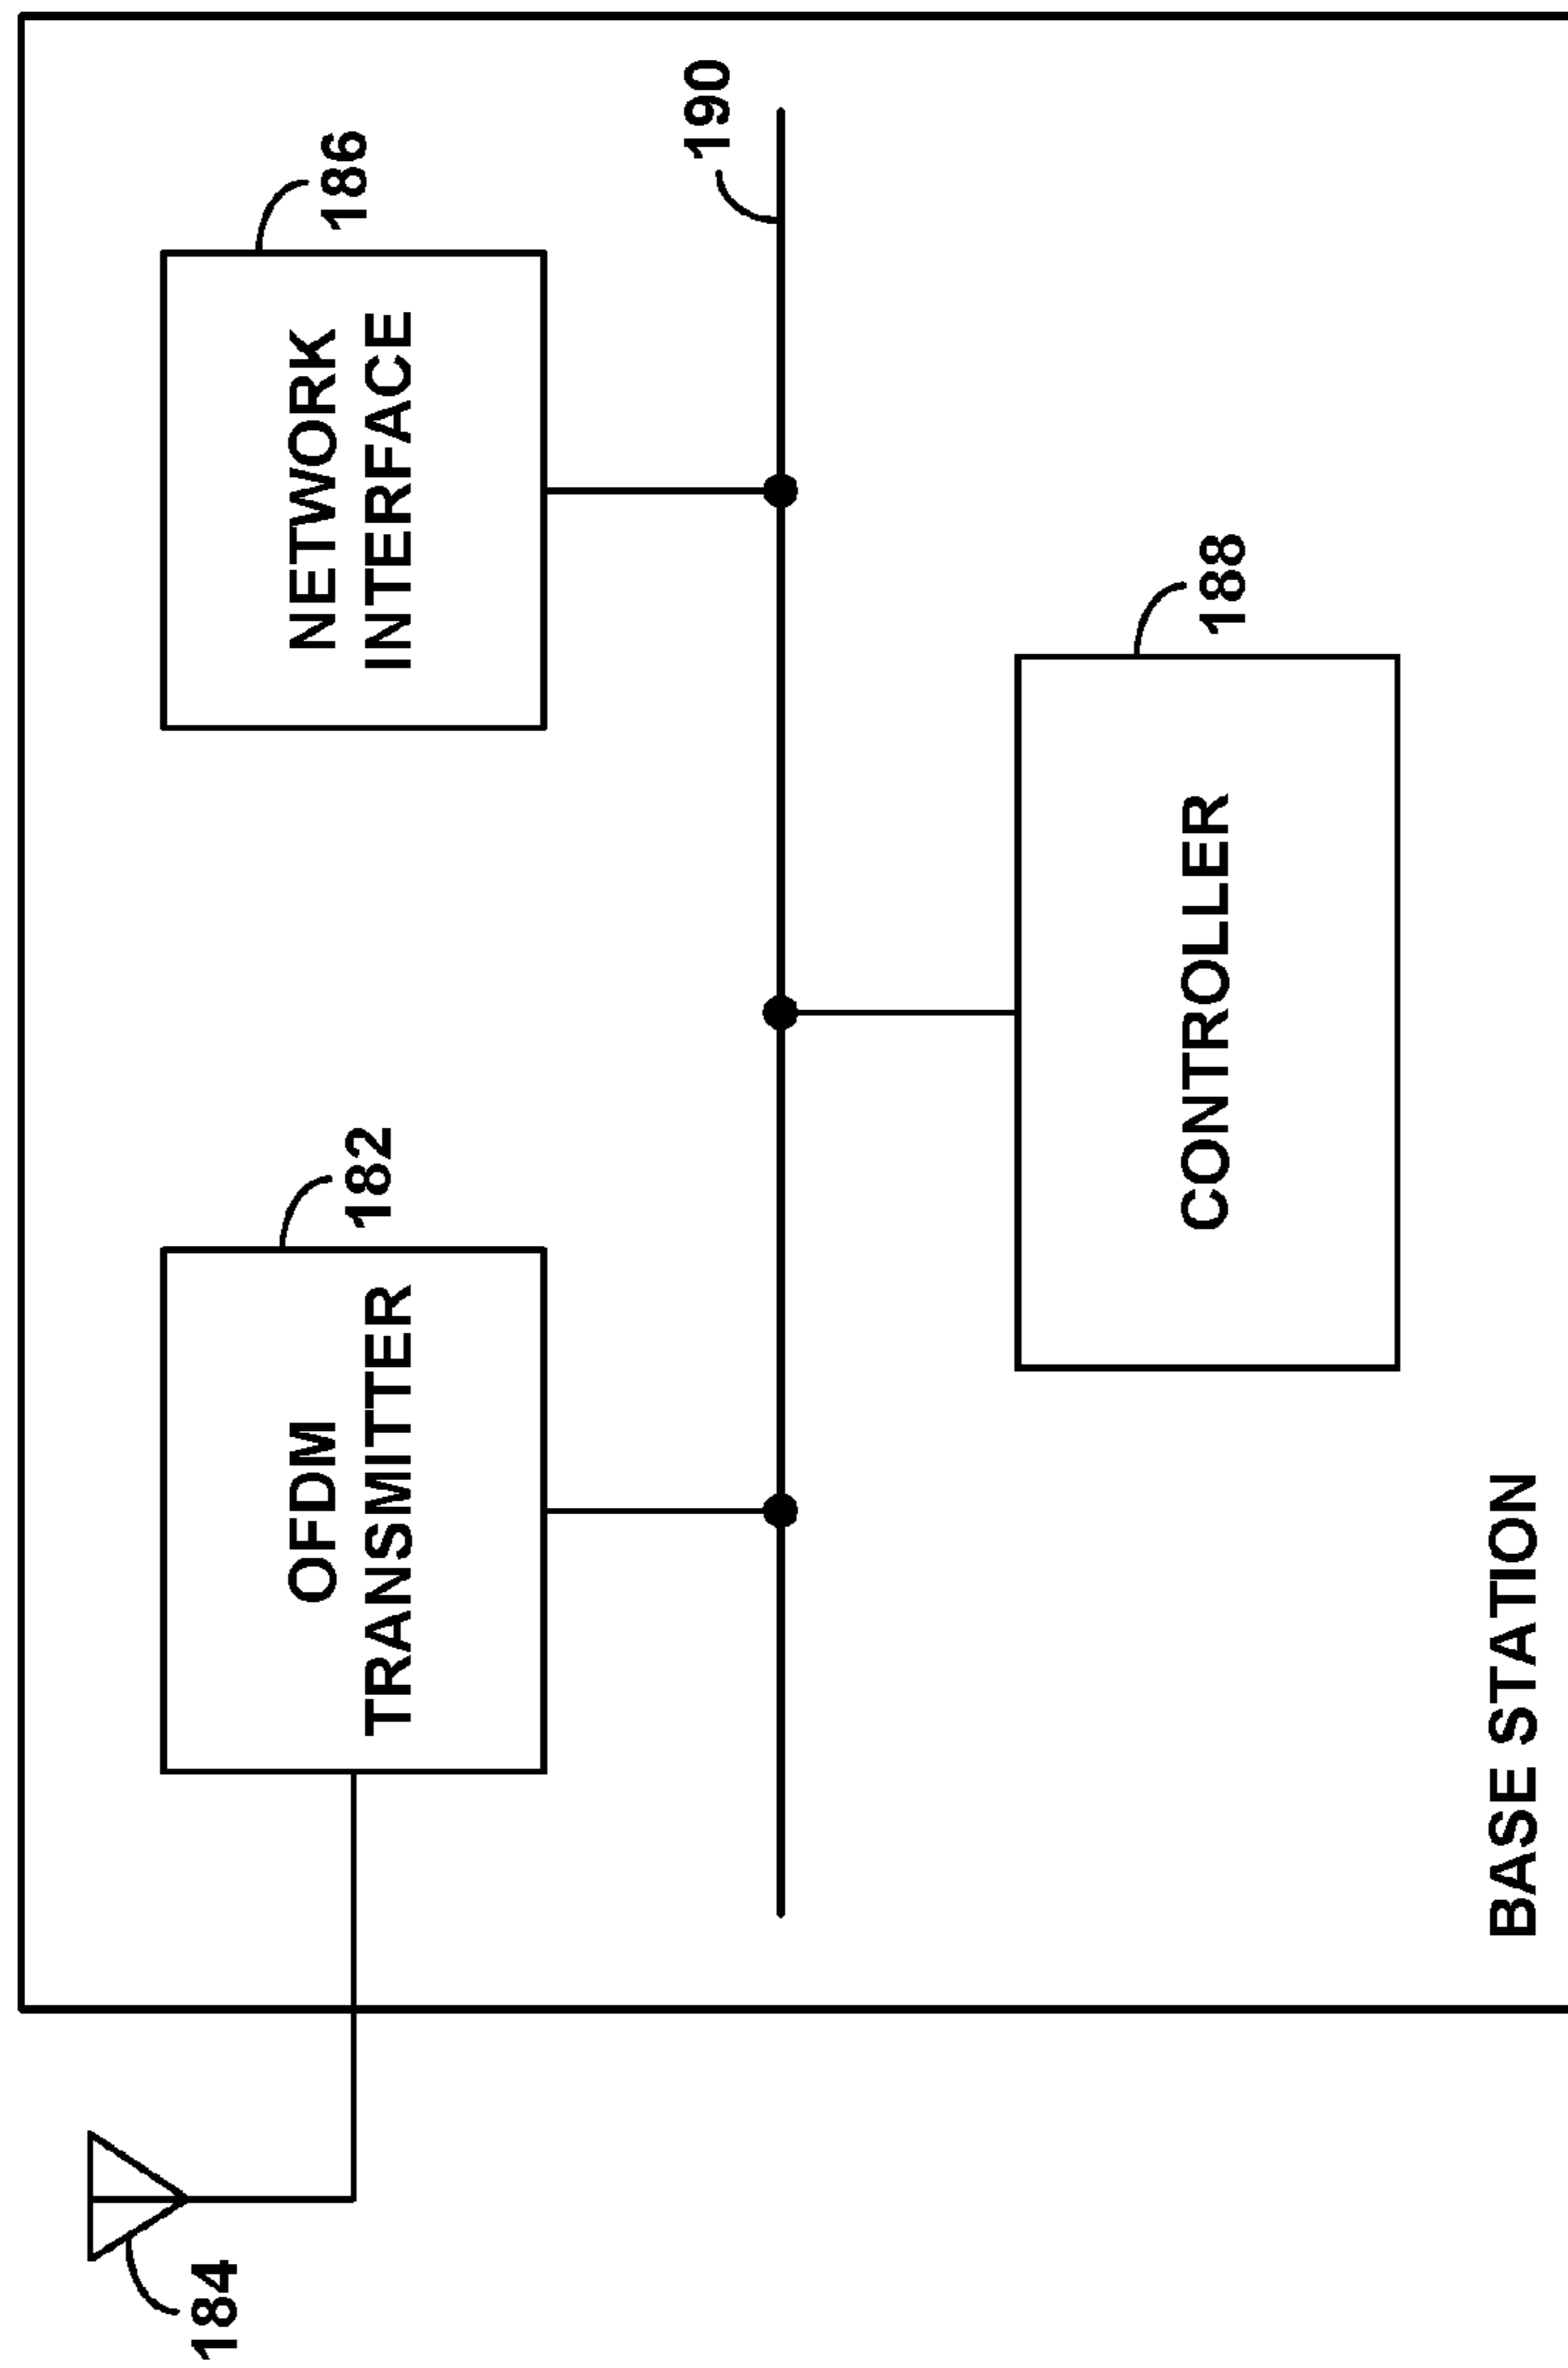 184
182
OFDM
TRANSMITTER
186
NETWORK
INTERFACE
190
188
CONTROLLER
BASE STATION